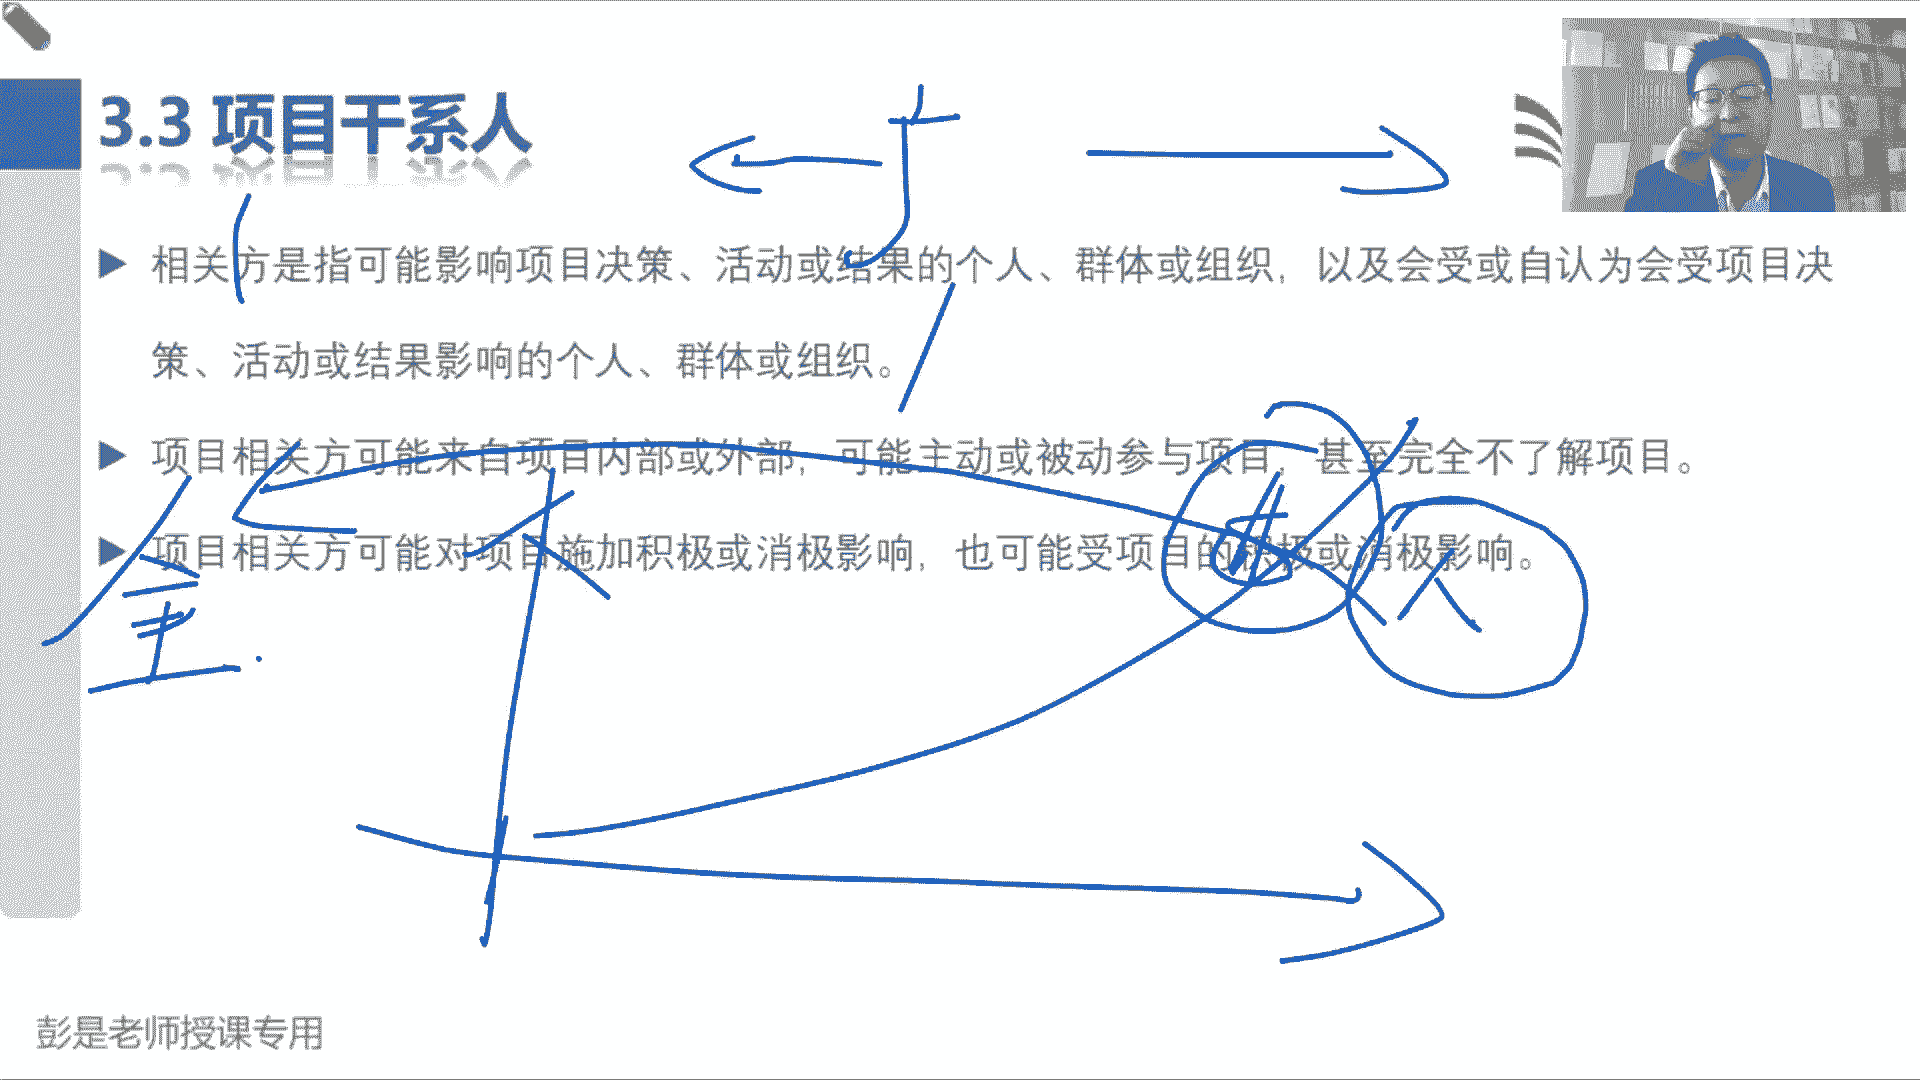 3.3 项目干系人
相关方是指可能影响项目决策、活动或结果的个人、群体或组织，以及会受或自认为会受项目决
策、活动或结果影响的个人、群体或组织。
项目相关方可能来自项目内部或外部，可能主动或被动参与项目，甚至完全不了解项目。
项目相关方可能对项目施加积极或消极影响，也可能受项目的积极或消极影响。
彭是老师授课专用